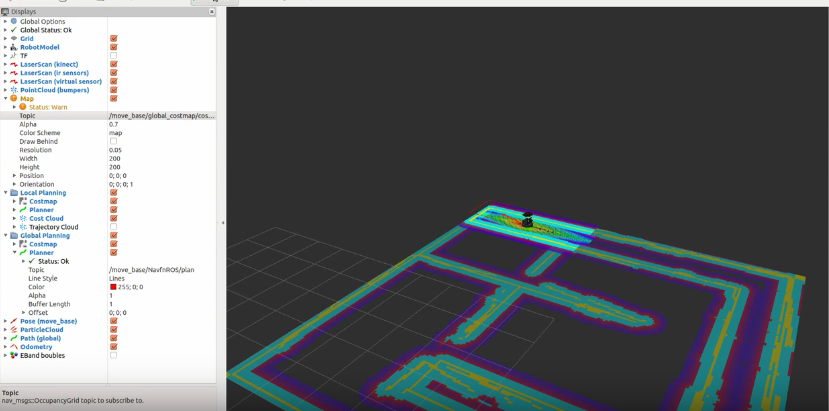 Displays
Global Options
Global Status: Ok
Grid
RobotModel
TF
LaserScan (kinect)
LaserScan (ir sensors)
LaserScan (virtual sensor)
PointCloud (bumpers)
Map
Status: Warn
Topic /move_base/global_costmap/cos...
Alpha 0.7
Color Scheme map
Draw Behind
Resolution 0.05
Width 200
Height 200
Position 0; 0; 0
Orientation 0; 0; 0; 1
Local Planning
Costmap
Planner
Cost Cloud
Trajectory Cloud
Global Planning
Costmap
Planner
Status: Ok
Topic /move_base/NavfnROS/plan
Line Style Lines
Color 255; 0; 0
Alpha 1
Buffer Length 1
Offset 0; 0; 0
Pose (move_base)
ParticleCloud
Path (global)
Odometry
EBand boubles
Topic
nav_msgs::OccupancyGrid topic to subscribe to.